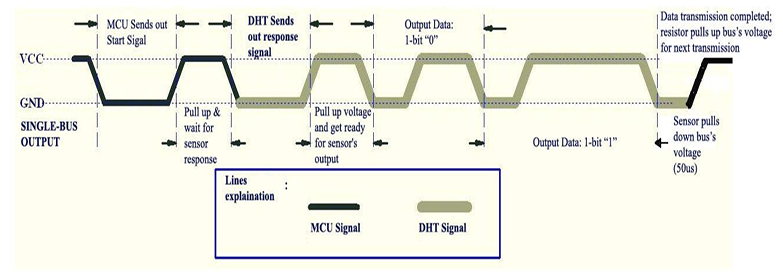 MCU Sends out
Start Sigal
DHT Sends
out response
signal
Output Data:
1-bit "0"
Data transmission completed;
resistor pulls up bus's voltage
for next transmission
VCC
GND
SINGLE-BUS
OUTPUT
Pull up &
wait for
sensor
response
Pull up voltage
and get ready
for sensor's
output
Output Data: 1-bit "1"
Sensor pulls
down bus's
voltage
(50us)
Lines
explaination :
MCU Signal
DHT Signal